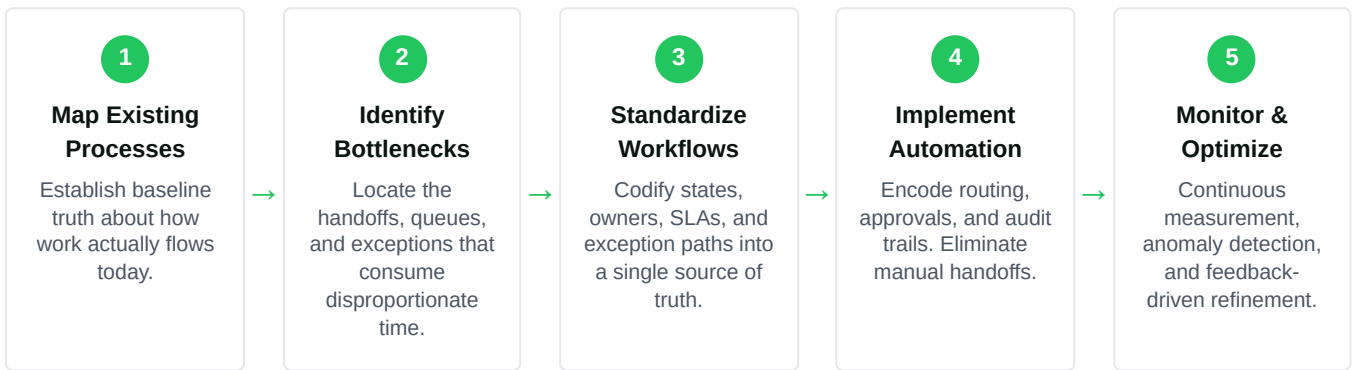 1
Map Existing
Processes
Establish baseline
truth about how
work actually flows
today.
→
2
Identify
Bottlenecks
Locate the
handoffs, queues,
and exceptions that
consume
disproportionate
time.
→
3
Standardize
Workflows
Codify states,
owners, SLAs, and
exception paths into
a single source of
truth.
→
4
Implement
Automation
Encode routing,
approvals, and audit
trails. Eliminate
manual handoffs.
→
5
Monitor &
Optimize
Continuous
measurement,
anomaly detection,
and feedback-
driven refinement.